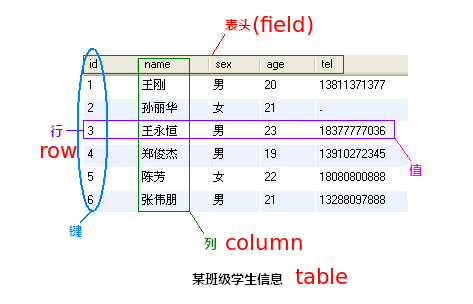 表头(field)
id name sex age tel
1 王刚 男 20 13811371377
2 孙丽华 女 21 .
行 3 王永恒 男 23 18377777036
row 4 郑俊杰 男 19 13910272345
值
5 陈芳 女 22 18080800888
6 张伟朋 男 21 13288097888
键
列 column
某班级学生信息 table